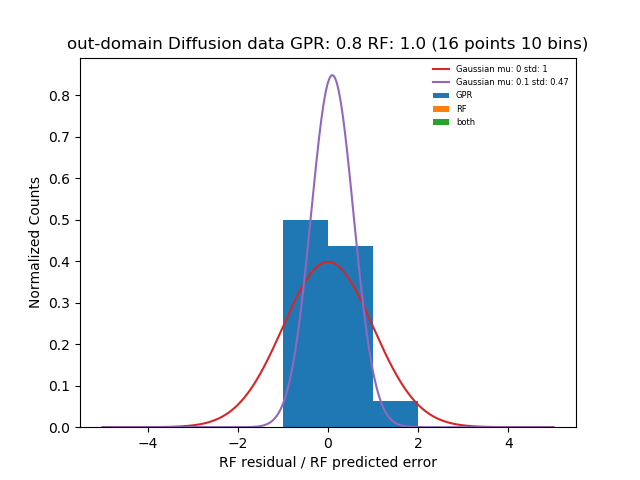 out-domain Diffusion data GPR: 0.8 RF: 1.0 (16 points 10 bins)
Gaussian mu: 0 std: 1
Gaussian mu: 0.1 std: 0.47
GPR
RF
both
Normalized Counts
0.8
0.7
0.6
0.5
0.4
0.3
0.2
0.1
0.0
−4 −2 0 2 4
RF residual / RF predicted error